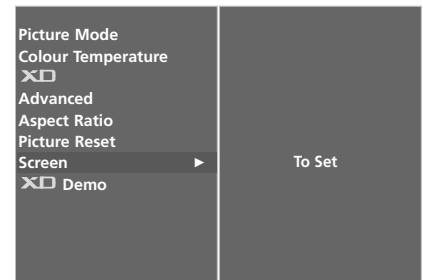 Picture Mode
Colour Temperature
XD
Advanced
Aspect Ratio
Picture Reset
Screen ► To Set
XD Demo